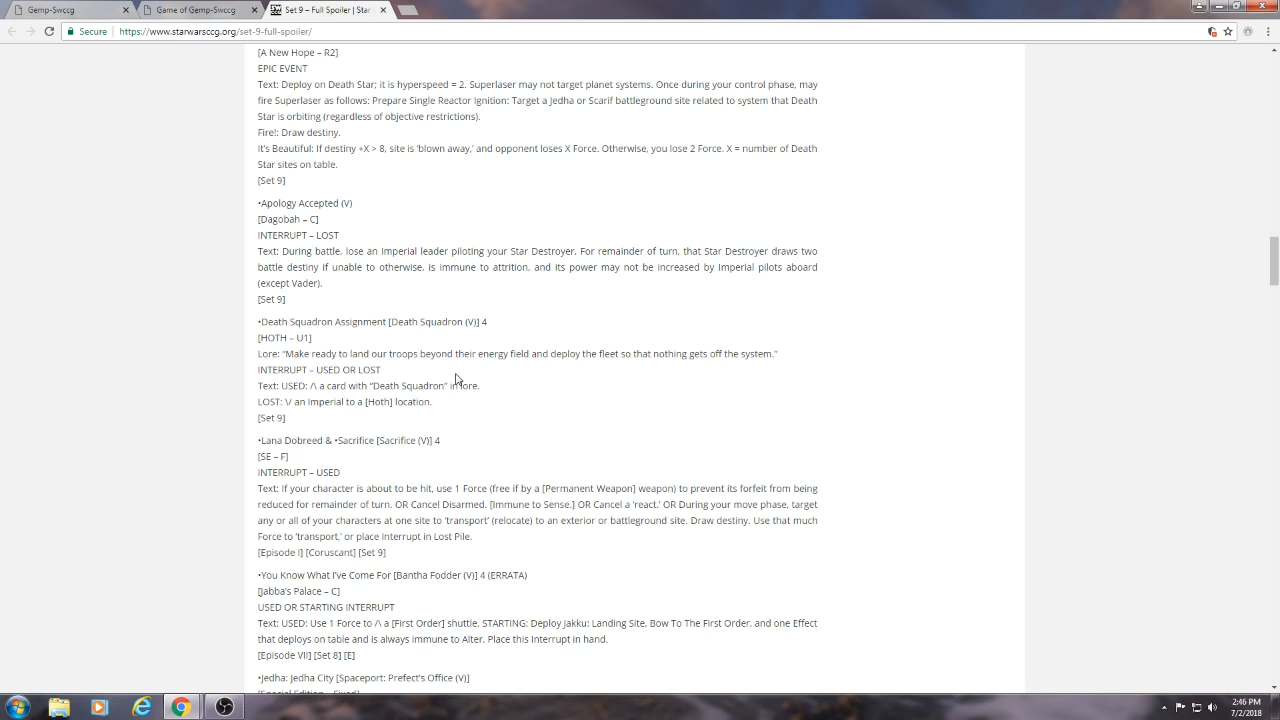 Gemp-Swccg
Game of Gemp-Swccg
Set 9 – Full Spoiler | Star
Secure
https://www.starwarsccg.org/set-9-full-spoiler/
[A New Hope – R2]
EPIC EVENT
Text: Deploy on Death Star; it is hyperspeed = 2. Superlaser may not target planet systems. Once during your control phase, may
fire Superlaser as follows: Prepare Single Reactor Ignition: Target a Jedha or Scarif battleground site related to system that Death
Star is orbiting (regardless of objective restrictions).
Fire!: Draw destiny.
It's Beautiful: If destiny +X > 8, site is 'blown away,' and opponent loses X Force. Otherwise, you lose 2 Force. X = number of Death
Star sites on table.
[Set 9]
•Apology Accepted (V)
[Dagobah – C]
INTERRUPT – LOST
Text: During battle, lose an Imperial leader piloting your Star Destroyer. For remainder of turn, that Star Destroyer draws two
battle destiny if unable to otherwise, is immune to attrition, and its power may not be increased by Imperial pilots aboard
(except Vader).
[Set 9]
•Death Squadron Assignment [Death Squadron (V)] 4
[HOTH – U1]
Lore: "Make ready to land our troops beyond their energy field and deploy the fleet so that nothing gets off the system."
INTERRUPT – USED OR LOST
Text: USED: /\ a card with "Death Squadron" in lore.
LOST: \/ an Imperial to a [Hoth] location.
[Set 9]
•Lana Dobreed & •Sacrifice [Sacrifice (V)] 4
[SE – F]
INTERRUPT – USED
Text: If your character is about to be hit, use 1 Force (free if by a [Permanent Weapon] weapon) to prevent its forfeit from being
reduced for remainder of turn. OR Cancel Disarmed. [Immune to Sense.] OR Cancel a 'react.' OR During your move phase, target
any or all of your characters at one site to 'transport' (relocate) to an exterior or battleground site. Draw destiny. Use that much
Force to 'transport,' or place Interrupt in Lost Pile.
[Episode I] [Coruscant] [Set 9]
•You Know What I've Come For [Bantha Fodder (V)] 4 (ERRATA)
[Jabba's Palace – C]
USED OR STARTING INTERRUPT
Text: USED: Use 1 Force to /\ a [First Order] shuttle. STARTING: Deploy Jakku: Landing Site, Bow To The First Order, and one Effect
that deploys on table and is always immune to Alter. Place this Interrupt in hand.
[Episode VII] [Set 8] [E]
•Jedha: Jedha City [Spaceport: Prefect's Office (V)]
[Special Edition – Fixed]
2:46 PM
7/2/2018